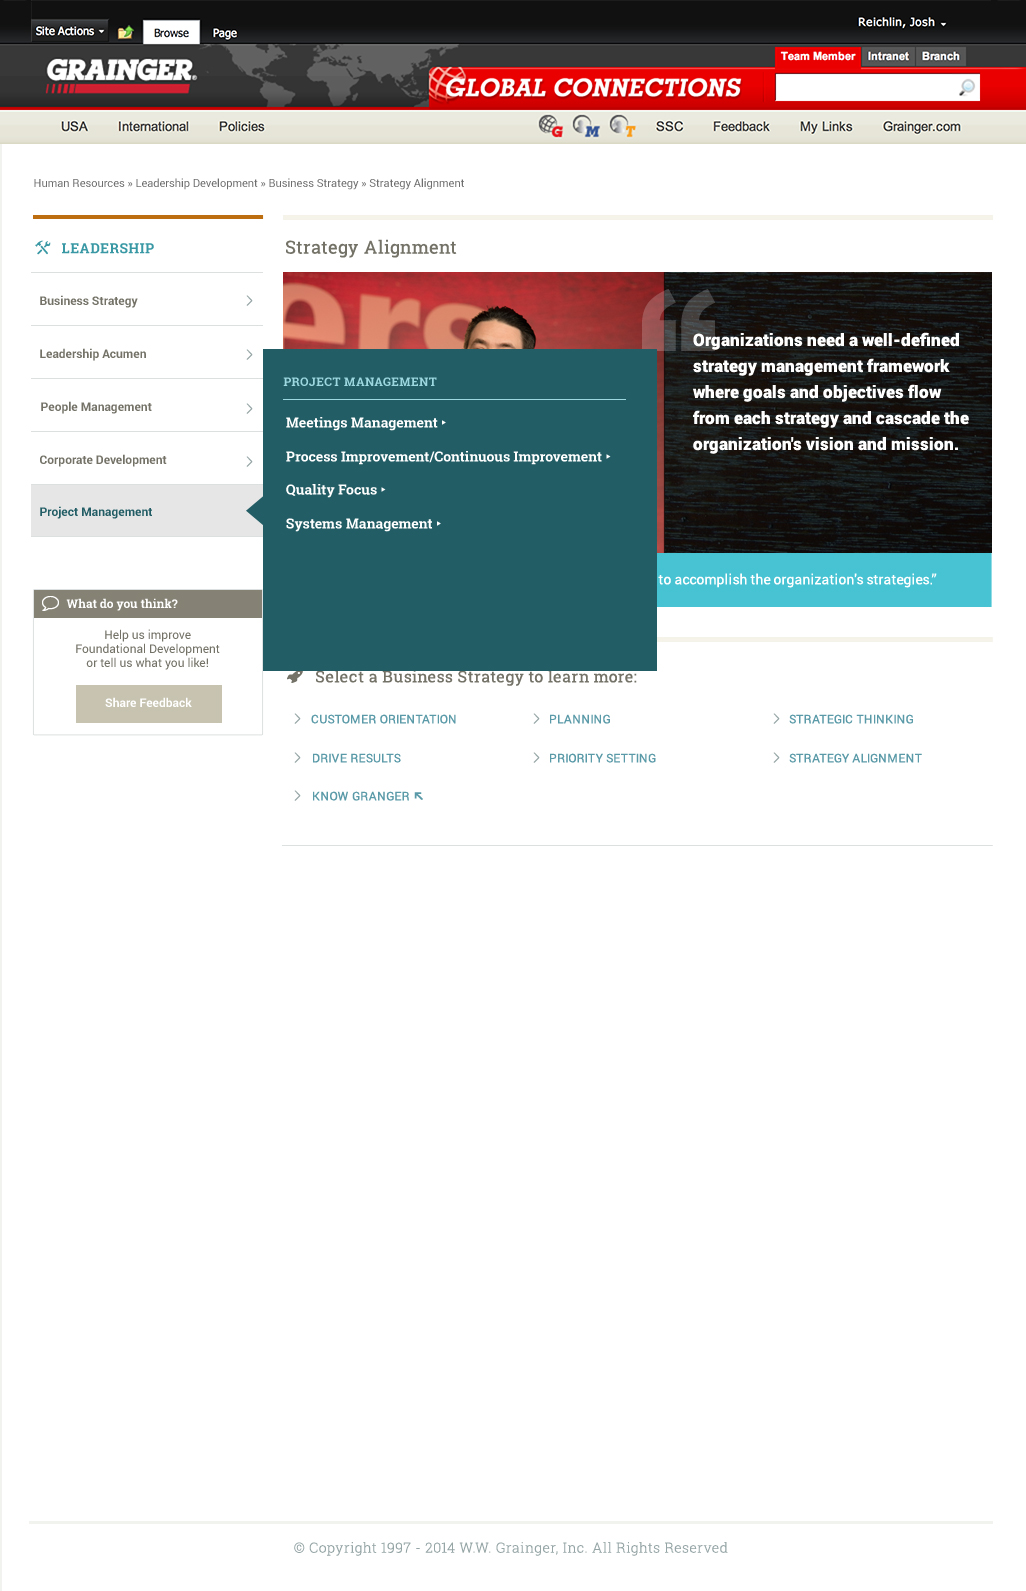 Site Actions
Browse
Page
Reichlin, Josh
GRAINGER
GLOBAL CONNECTIONS
Team Member
Intranet
Branch
USA
International
Policies
G
M
T
SSC
Feedback
My Links
Grainger.com
Human Resources » Leadership Development » Business Strategy » Strategy Alignment
LEADERSHIP
Business Strategy
Leadership Acumen
People Management
Corporate Development
Project Management
What do you think?
Help us improve
Foundational Development
or tell us what you like!
Share Feedback
Strategy Alignment
ers
“
Organizations need a well-defined
strategy management framework
where goals and objectives flow
from each strategy and cascade the
organization's vision and mission.
to accomplish the organization's strategies.”
PROJECT MANAGEMENT
Meetings Management
Process Improvement/Continuous Improvement
Quality Focus
Systems Management
Select a Business Strategy to learn more:
CUSTOMER ORIENTATION
PLANNING
STRATEGIC THINKING
DRIVE RESULTS
PRIORITY SETTING
STRATEGY ALIGNMENT
KNOW GRANGER
© Copyright 1997 - 2014 W.W. Grainger, Inc. All Rights Reserved